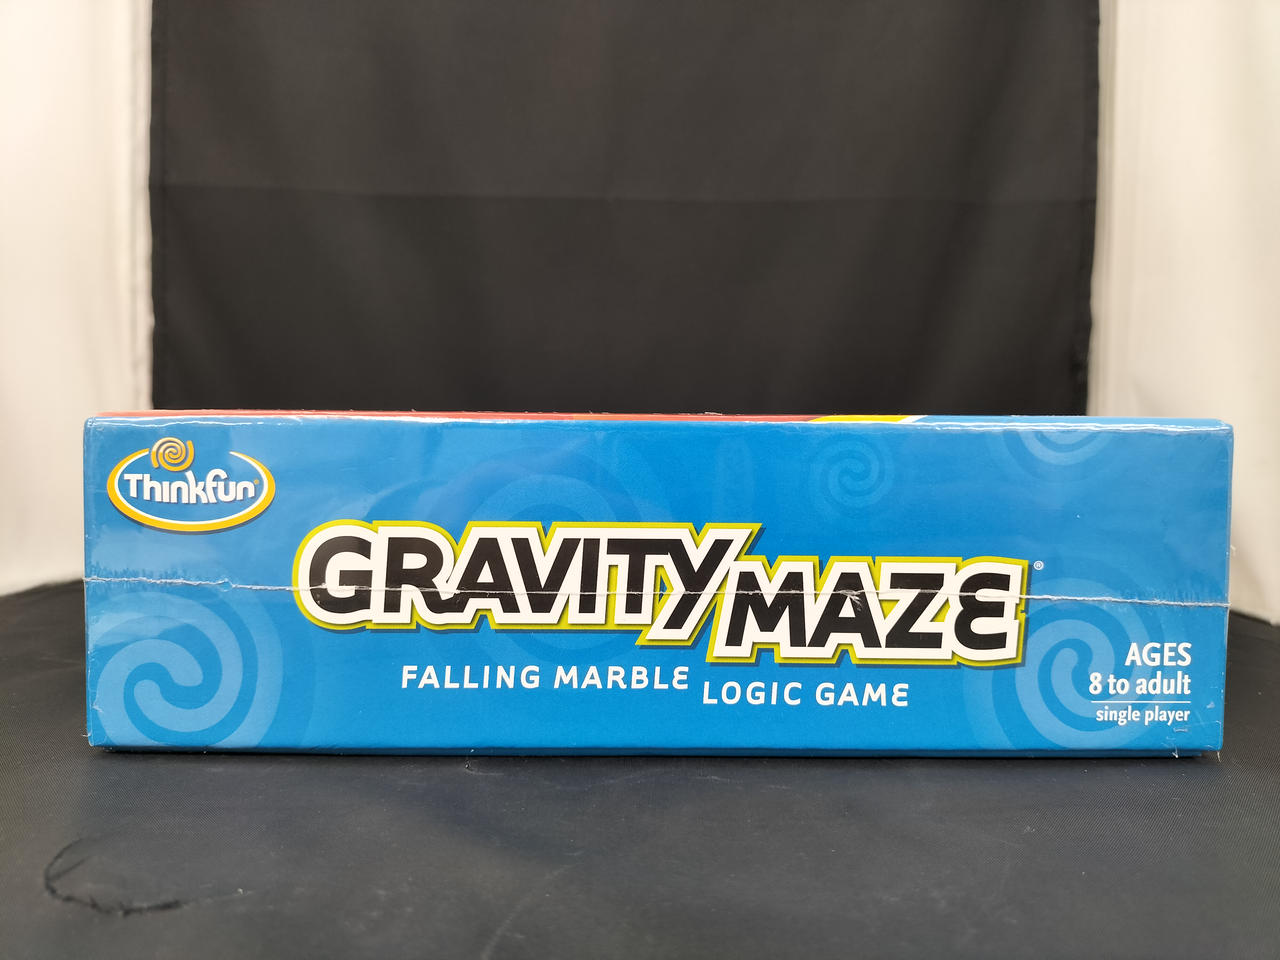 Thinkfun®
GRAVITY MAZE®
FALLING MARBLE LOGIC GAME
AGES
8 to adult
single player